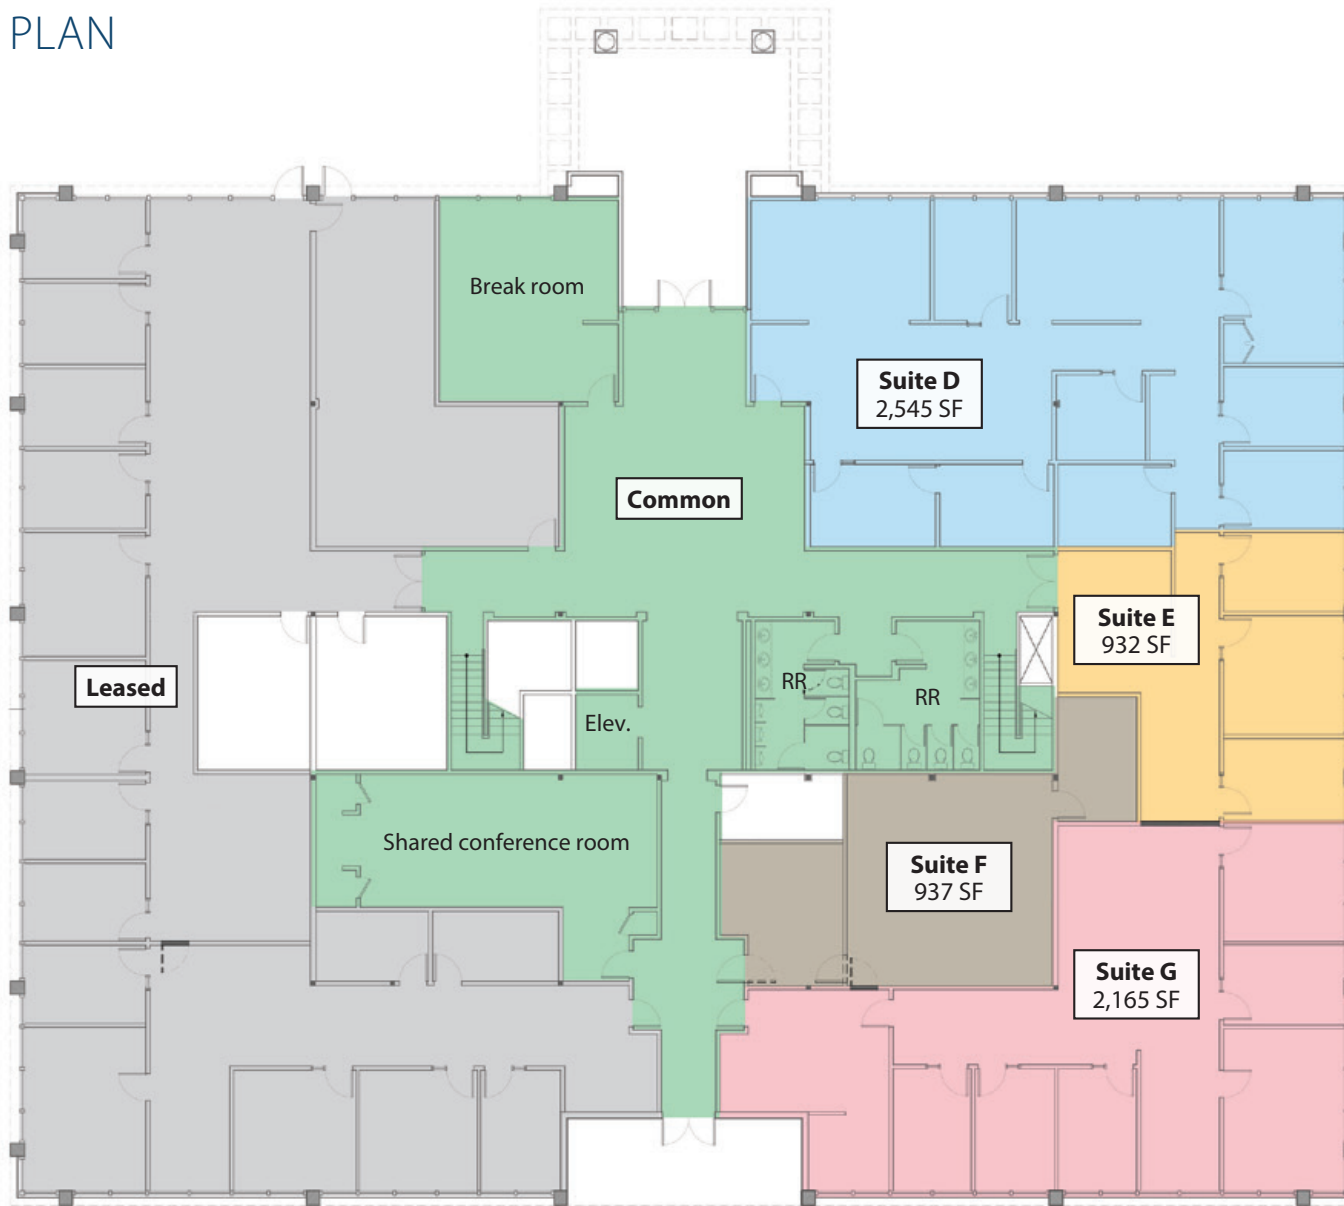 PLAN
Break room
Suite D
2,545 SF
Common
Suite E
932 SF
Leased
RR
RR
Elev.
Shared conference room
Suite F
937 SF
Suite G
2,165 SF